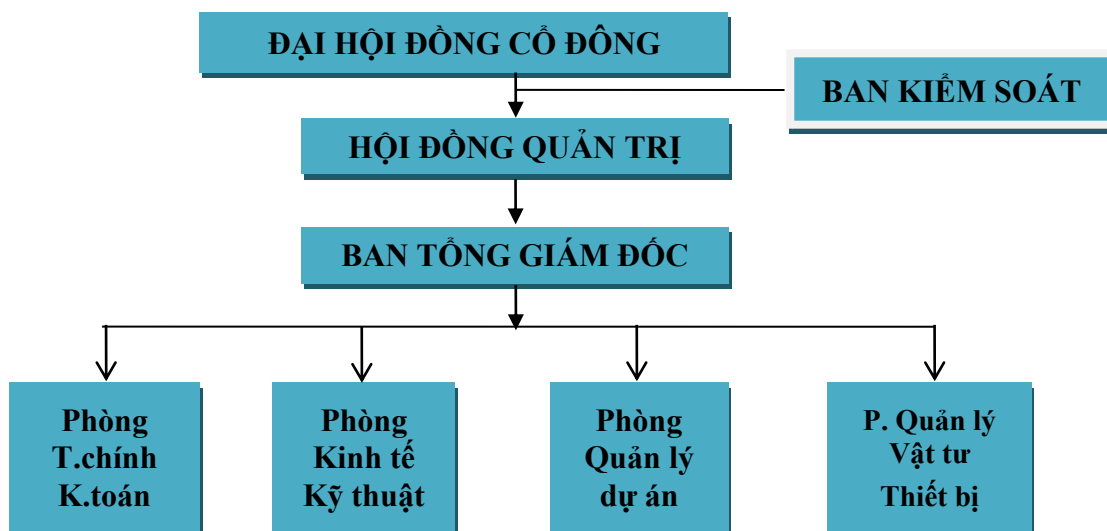 ĐẠI HỘI ĐỒNG CỔ ĐÔNG
BAN KIỂM SOÁT
HỘI ĐỒNG QUẢN TRỊ
BAN TỔNG GIÁM ĐỐC
Phòng
T.chính
K.toán
Phòng
Kinh tế
Kỹ thuật
Phòng
Quản lý
dự án
P. Quản lý
Vật tư
Thiết bị